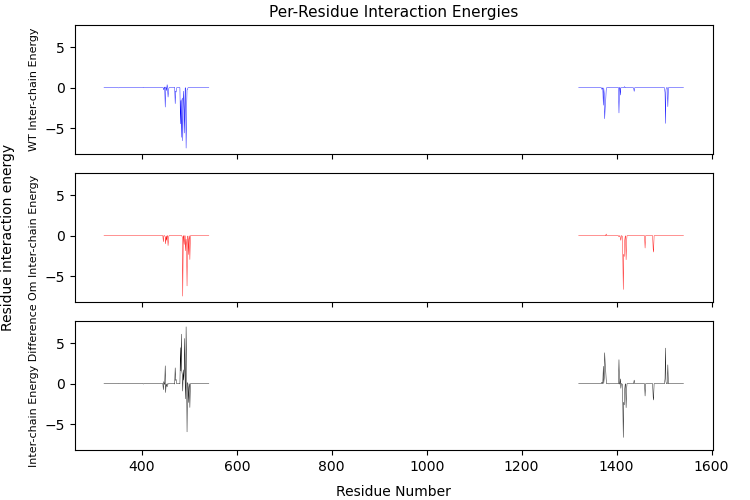 Per-Residue Interaction Energies
Residue interaction energy
WT Inter-chain Energy
5
0
−5
Om Inter-chain Energy
5
0
−5
Inter-chain Energy Difference
5
0
−5
400
600
800
1000
1200
1400
1600
Residue Number